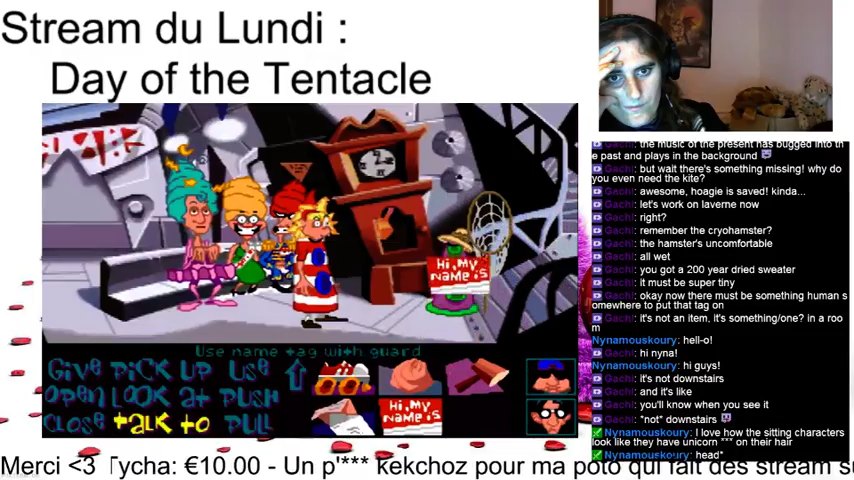 Stream du Lundi :
Day of the Tentacle
Hi, MY
NAME iS
Use name tag with guard
GiVE PiCK UP USE
OPEN LOOK AT PUSH
CLOSE TALK TO PULL
Hi, MY
NAME iS
Gachi: the music of the present has bugged into th
e past and plays in the background
Gachi: but wait there's something missing! why do
you even need the kite?
Gachi: awesome, hoagie is saved! kinda...
Gachi: let's work on laverne now
Gachi: right?
Gachi: remember the cryohamster?
Gachi: the hamster's uncomfortable
Gachi: all wet
Gachi: you got a 200 year dried sweater
Gachi: it must be super tiny
Gachi: okay now there must be something human s
omewhere to put that tag on
Gachi: it's not an item, it's something/one? in a roo
m
Nynamouskoury: hell-o!
Gachi: hi nyna!
Nynamouskoury: hi guys!
Gachi: it's not downstairs
Gachi: and it's like
Gachi: you'll know when you see it
Gachi: *not* downstairs
Nynamouskoury: I love how the sitting characters
look like they have unicorn *** on their hair
Nynamouskoury: head*
Merci <3 Tycha: €10.00 - Un p'*** kekchoz pour ma poto qui fait des stream su